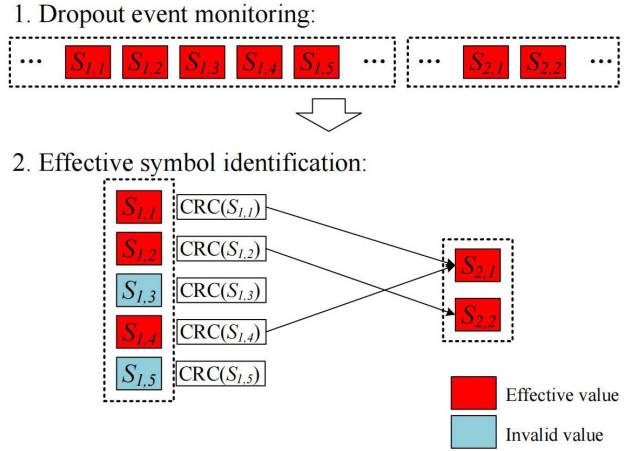 1. Dropout event monitoring:
... S1,1 S1,2 S1,3 S1,4 S1,5 ... ... S2,1 S2,2 ...
2. Effective symbol identification:
S1,1 CRC(S1,1)
S1,2 CRC(S1,2)
S2,1
S1,3 CRC(S1,3)
S2,2
S1,4 CRC(S1,4)
S1,5 CRC(S1,5)
Effective value
Invalid value